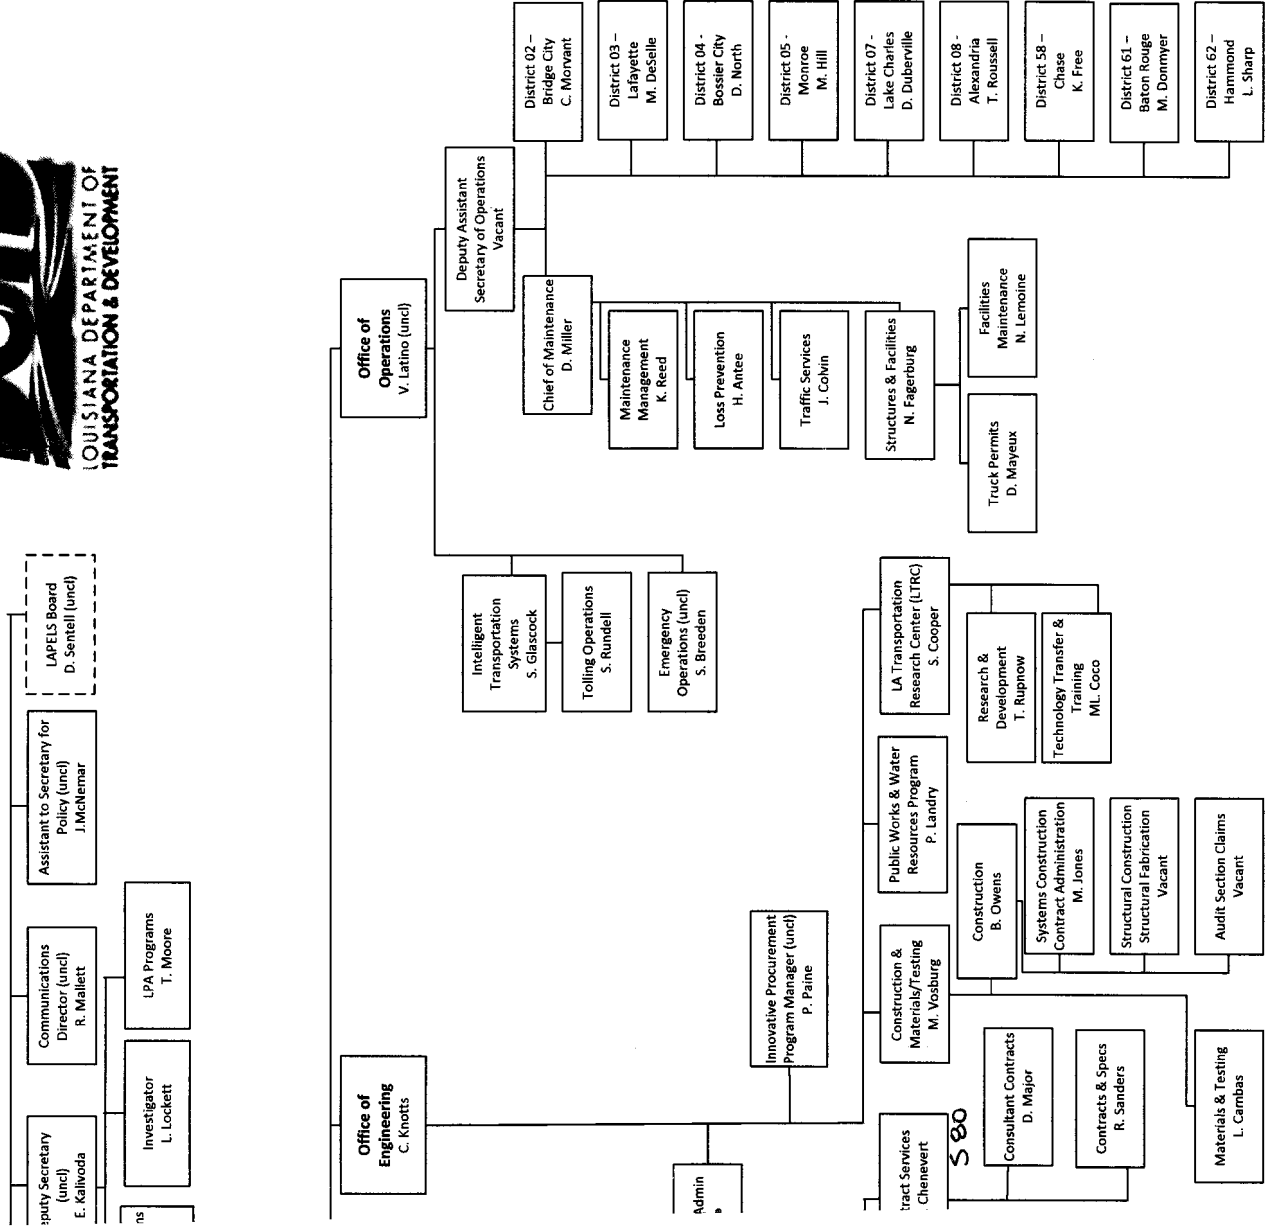 LOUISIANA DEPARTMENT OF
TRANSPORTATION & DEVELOPMENT
LAPELS Board
D. Sentell (uncl)
Assistant to Secretary for
Policy (uncl)
J.McNemar
Communications
Director (uncl)
R. Mallett
eputy Secretary
(uncl)
E. Kalivoda
LPA Programs
T. Moore
Investigator
L. Lockett
ns
Office of
Operations
V. Latino (uncl)
Deputy Assistant
Secretary of Operations
Vacant
District 02 –
Bridge City
C. Morvant
District 03 –
Lafayette
M. DeSelle
District 04 -
Bossier City
D. North
District 05 -
Monroe
M. Hill
District 07 -
Lake Charles
D. Duberville
District 08 -
Alexandria
T. Roussell
District 58 –
Chase
K. Free
District 61 –
Baton Rouge
M. Donmyer
District 62 –
Hammond
L. Sharp
Chief of Maintenance
D. Miller
Maintenance
Management
K. Reed
Loss Prevention
H. Antee
Traffic Services
J. Colvin
Structures & Facilities
N. Fagerburg
Facilities
Maintenance
N. Lemoine
Truck Permits
D. Mayeux
Intelligent
Transportation
Systems
S. Glascock
Tolling Operations
S. Rundell
Emergency
Operations (uncl)
S. Breeden
Office of
Engineering
C. Knotts
Admin
Innovative Procurement
Program Manager (uncl)
P. Paine
LA Transportation
Research Center (LTRC)
S. Cooper
Research &
Development
T. Rupnow
Technology Transfer &
Training
ML. Coco
Public Works & Water
Resources Program
P. Landry
Construction &
Materials/Testing
M. Vosburg
Construction
B. Owens
Systems Construction
Contract Administration
M. Jones
Structural Construction
Structural Fabrication
Vacant
Audit Section Claims
Vacant
Materials & Testing
L. Cambas
tract Services
Chenevert
580
Consultant Contracts
D. Major
Contracts & Specs
R. Sanders